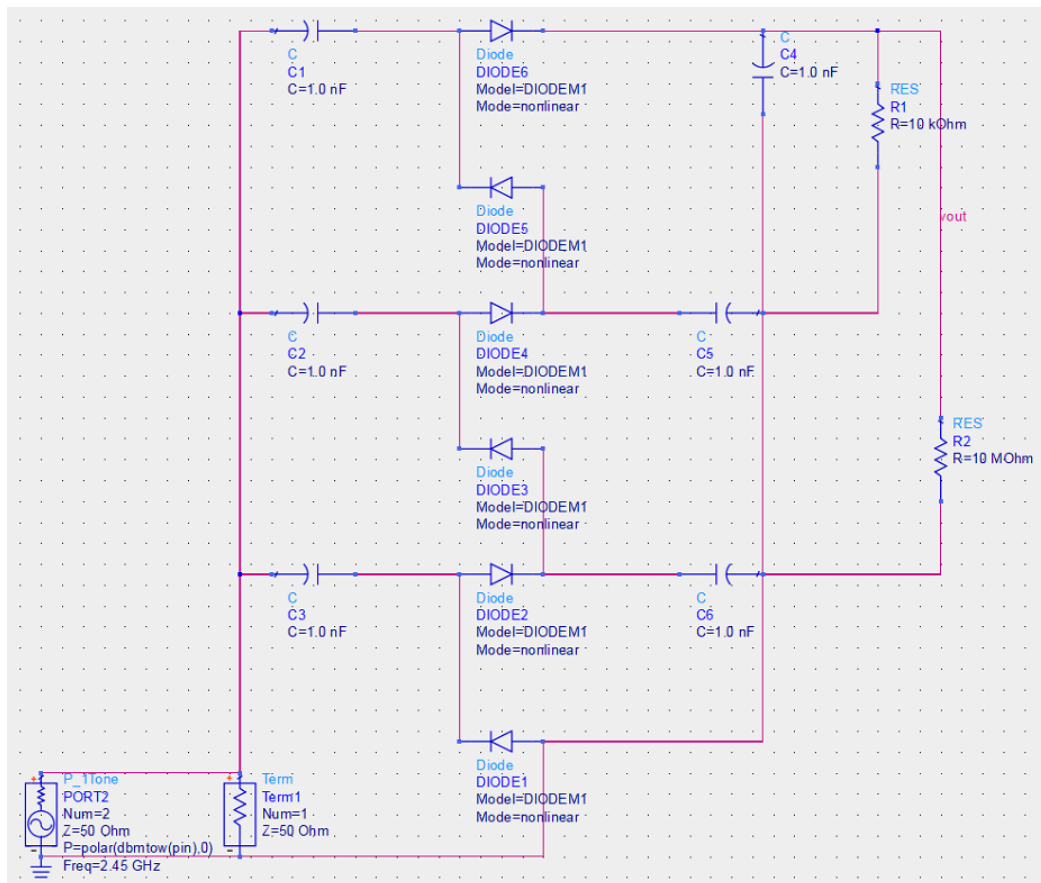 C
C1
C=1.0 nF
Diode
DIODE6
Model=DIODEM1
Mode=nonlinear
C
C4
C=1.0 nF
RES
R1
R=10 kOhm
Diode
DIODE5
Model=DIODEM1
Mode=nonlinear
vout
C
C2
C=1.0 nF
Diode
DIODE4
Model=DIODEM1
Mode=nonlinear
C
C5
C=1.0 nF
RES
R2
R=10 MOhm
Diode
DIODE3
Model=DIODEM1
Mode=nonlinear
C
C3
C=1.0 nF
Diode
DIODE2
Model=DIODEM1
Mode=nonlinear
C
C6
C=1.0 nF
Diode
DIODE1
Model=DIODEM1
Mode=nonlinear
P_1Tone
PORT2
Num=2
Z=50 Ohm
P=polar(dbmtow(pin),0)
Freq=2.45 GHz
Term
Term1
Num=1
Z=50 Ohm